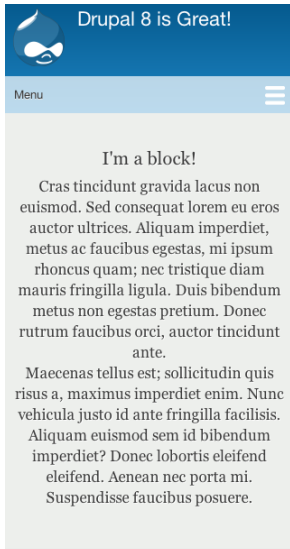 Drupal 8 is Great!
Menu
I'm a block!
Cras tincidunt gravida lacus non
euismod. Sed consequat lorem eu eros
auctor ultrices. Aliquam imperdiet,
metus ac faucibus egestas, mi ipsum
rhoncus quam; nec tristique diam
mauris fringilla ligula. Duis bibendum
metus non egestas pretium. Donec
rutrum faucibus orci, auctor tincidunt
ante.
Maecenas tellus est; sollicitudin quis
risus a, maximus imperdiet enim. Nunc
vehicula justo id ante fringilla facilisis.
Aliquam euismod sem id bibendum
imperdiet? Donec lobortis eleifend
eleifend. Aenean nec porta mi.
Suspendisse faucibus posuere.